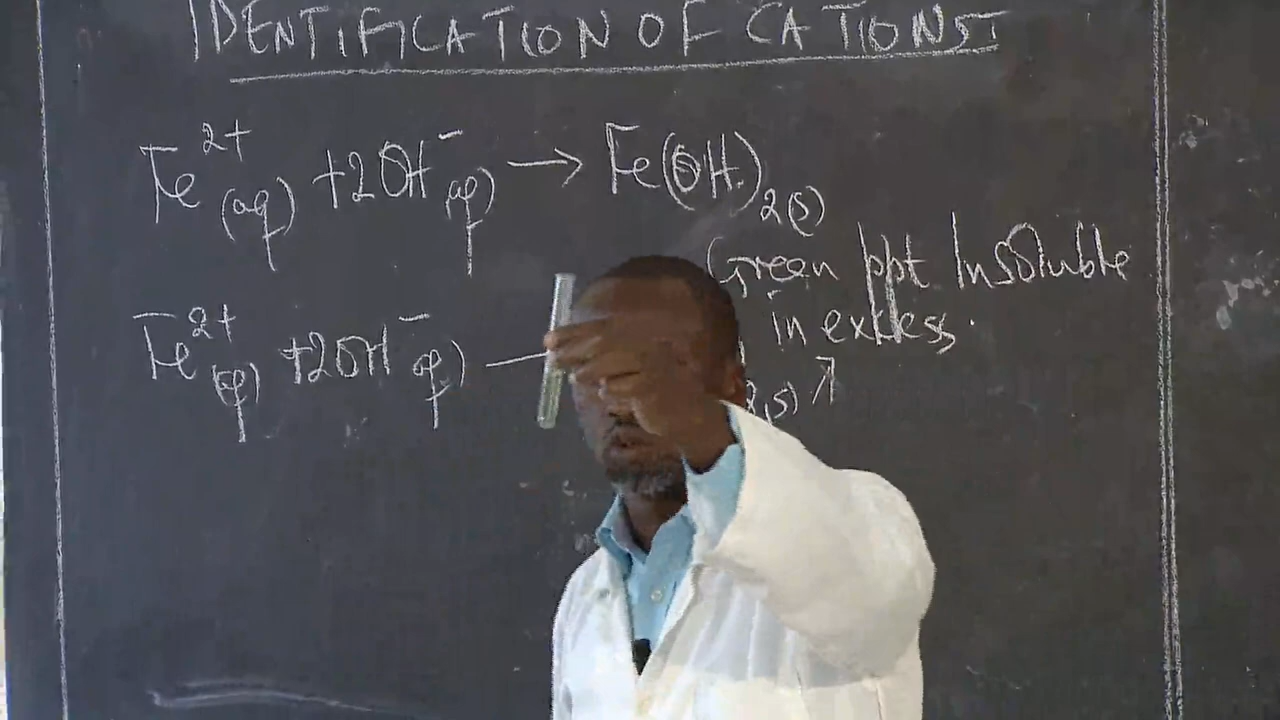 IDENTIFICATION OF CATIONS
Fe²⁺(aq) + 2OH⁻(aq) → Fe(OH)₂(s)
Green ppt Insoluble
in excess.
Fe²⁺(aq) + 2OH⁻(aq) — ₂(s)